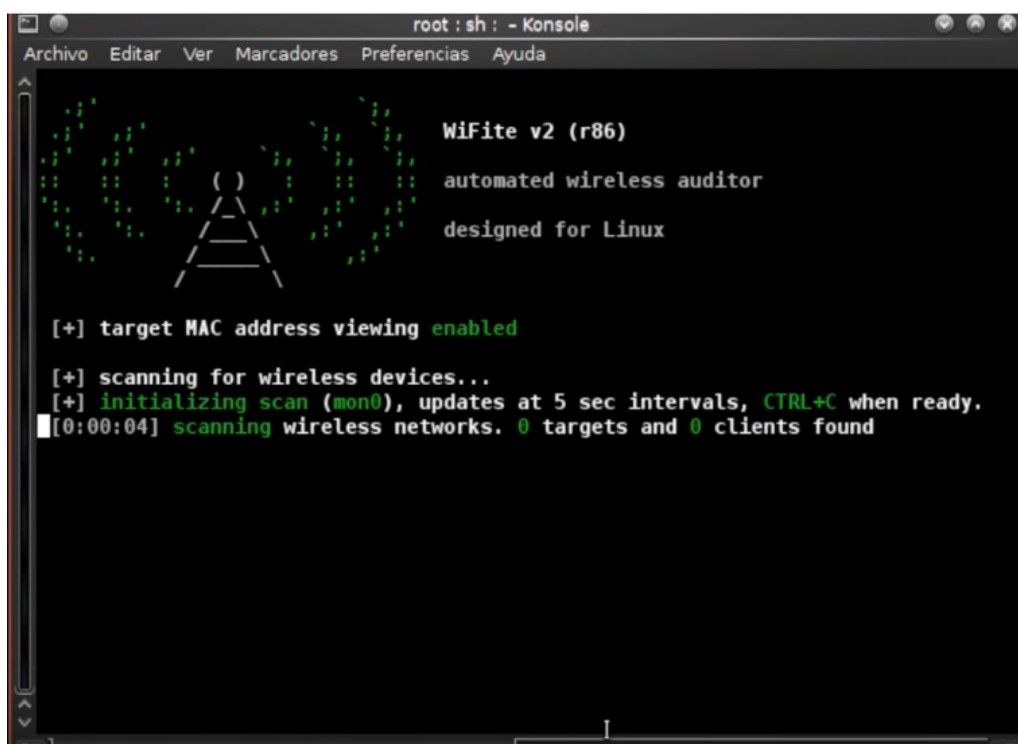 root : sh : - Konsole
Archivo Editar Ver Marcadores Preferencias Ayuda
WiFite v2 (r86)
automated wireless auditor
designed for Linux
[+] target MAC address viewing enabled
[+] scanning for wireless devices...
[+] initializing scan (mon0), updates at 5 sec intervals, CTRL+C when ready.
[0:00:04] scanning wireless networks. 0 targets and 0 clients found